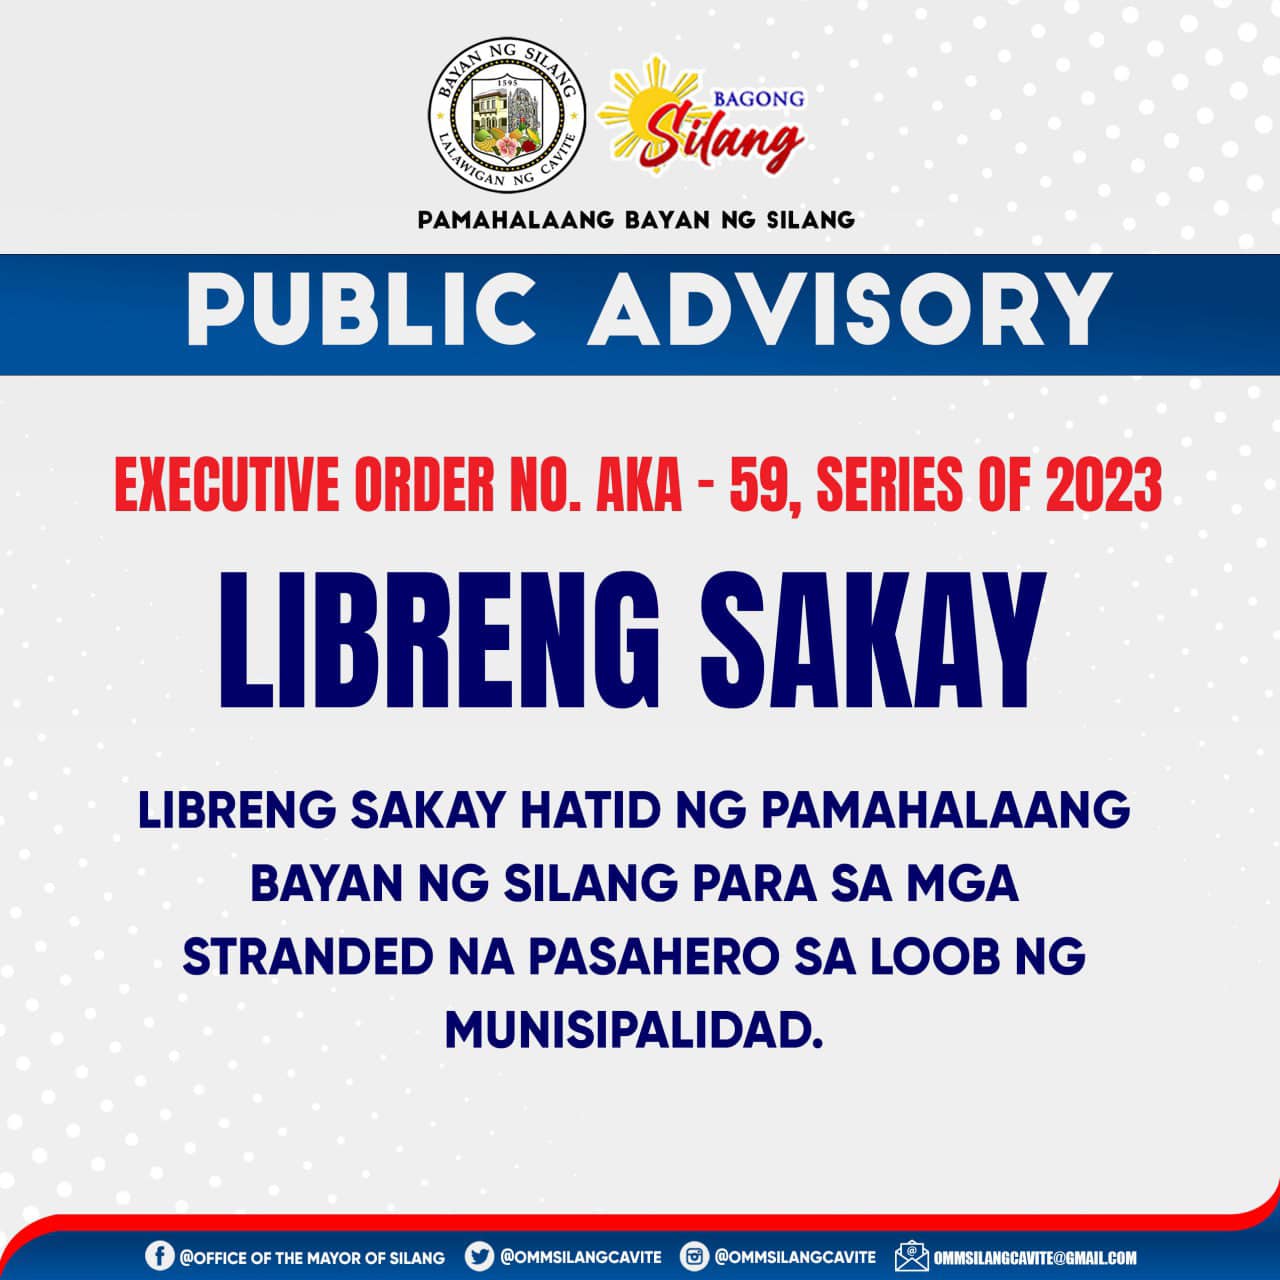 BAYAN NG SILANG
1595
LALAWIGAN NG CAVITE
BAGONG
Silang
PAMAHALAANG BAYAN NG SILANG
PUBLIC ADVISORY
EXECUTIVE ORDER NO. AKA - 59, SERIES OF 2023
LIBRENG SAKAY
LIBRENG SAKAY HATID NG PAMAHALAANG
BAYAN NG SILANG PARA SA MGA
STRANDED NA PASAHERO SA LOOB NG
MUNISIPALIDAD.
@OFFICE OF THE MAYOR OF SILANG @OMMSILANGCAVITE @OMMSILANGCAVITE OMMSILANGCAVITE@GMAIL.COM